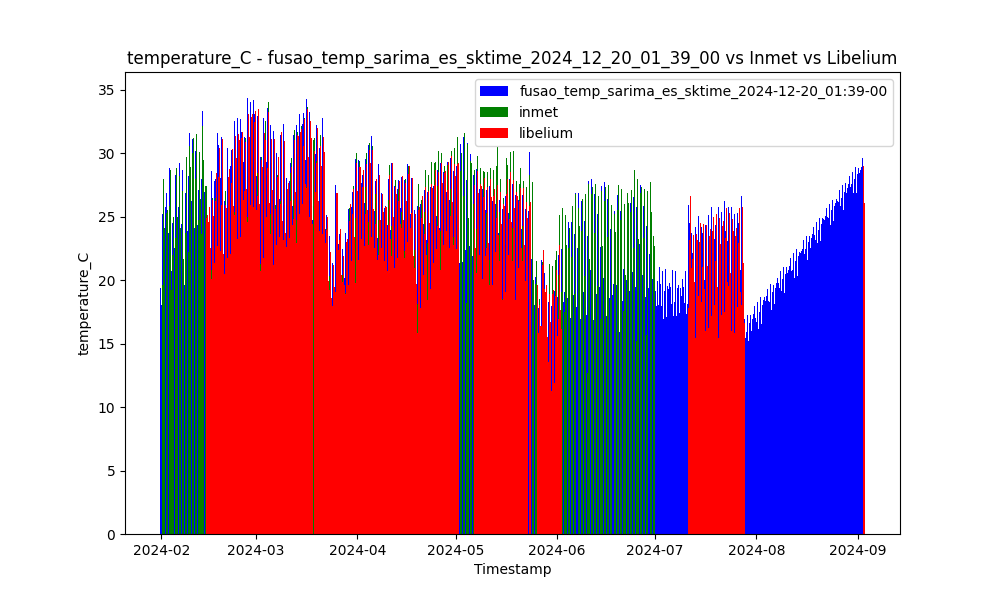 temperature_C - fusao_temp_sarima_es_sktime_2024_12_20_01_39_00 vs Inmet vs Libelium
fusao_temp_sarima_es_sktime_2024-12-20_01:39-00
inmet
libelium
temperature_C
35
30
25
20
15
10
5
0
2024-02 2024-03 2024-04 2024-05 2024-06 2024-07 2024-08 2024-09
Timestamp